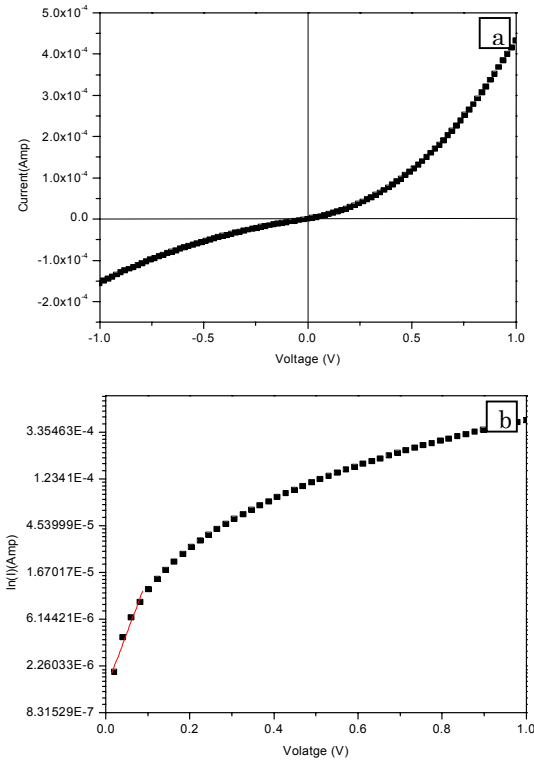 5.0x10⁻⁴
a
4.0x10⁻⁴
3.0x10⁻⁴
2.0x10⁻⁴
1.0x10⁻⁴
0.0
-1.0x10⁻⁴
-2.0x10⁻⁴
Current(Amp)
-1.0 -0.5 0.0 0.5 1.0
Voltage (V)
b
3.35463E-4
1.2341E-4
4.53999E-5
1.67017E-5
6.14421E-6
2.26033E-6
8.31529E-7
ln(I)(Amp)
0.0 0.2 0.4 0.6 0.8 1.0
Volatge (V)